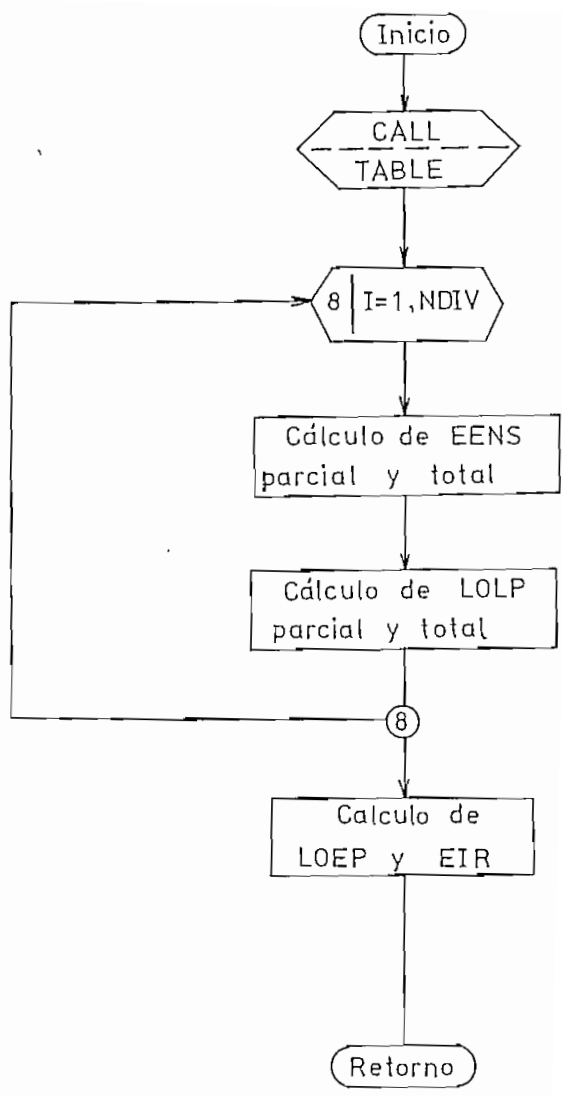 Inicio
CALL
TABLE
8 I=1,NDIV
Cálculo de EENS
parcial y total
Cálculo de LOLP
parcial y total
8
Calculo de
LOEP y EIR
Retorno